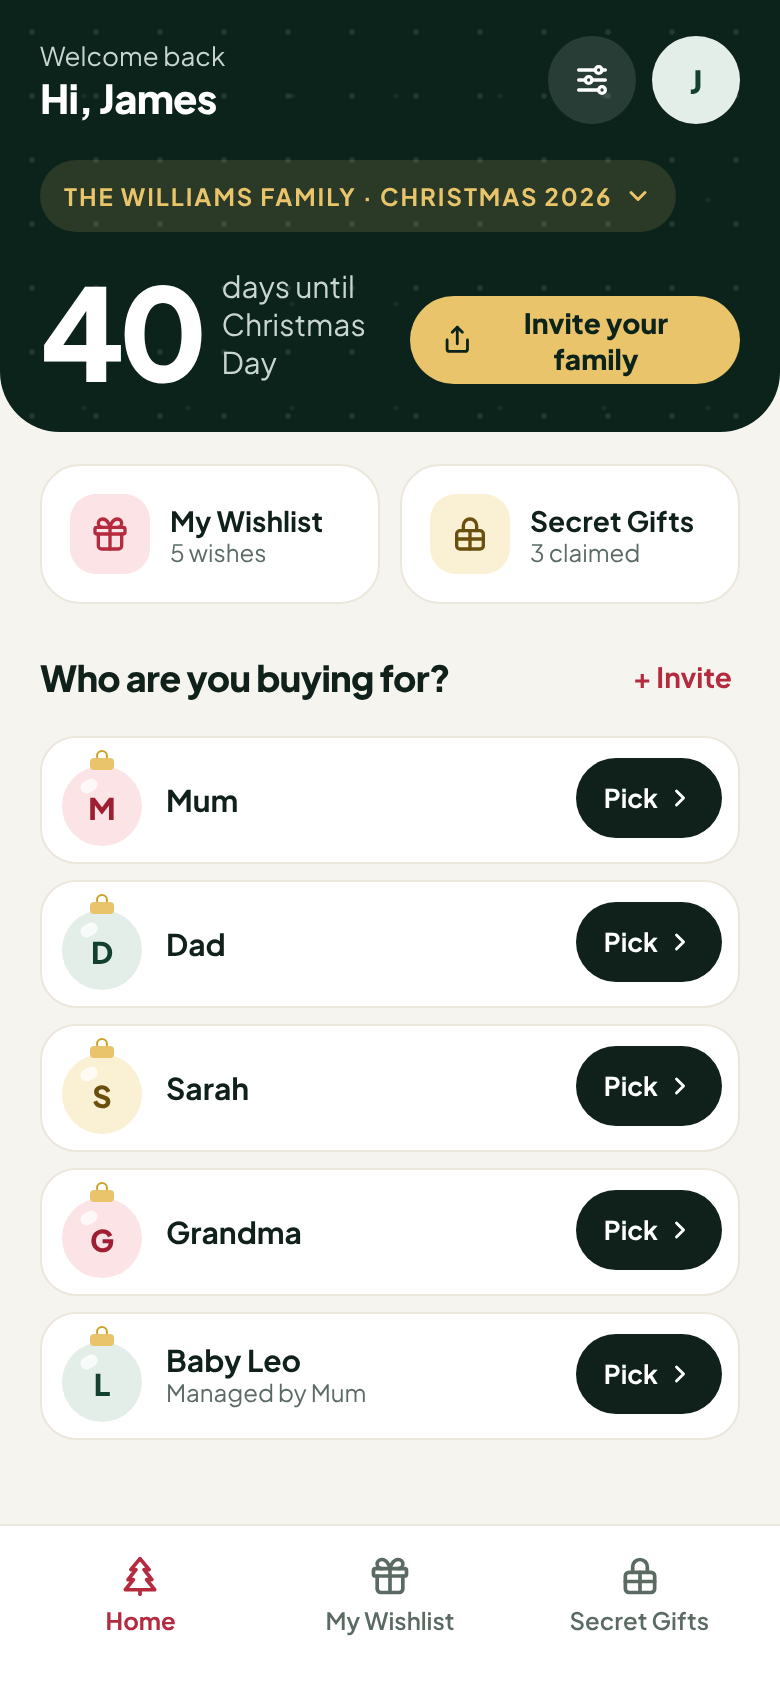 Welcome back
Hi, James
J
THE WILLIAMS FAMILY · CHRISTMAS 2026
40
days until
Christmas
Day
Invite your
family
My Wishlist
5 wishes
Secret Gifts
3 claimed
Who are you buying for?
+ Invite
M
Mum
Pick
D
Dad
Pick
S
Sarah
Pick
G
Grandma
Pick
L
Baby Leo
Managed by Mum
Pick
Home
My Wishlist
Secret Gifts